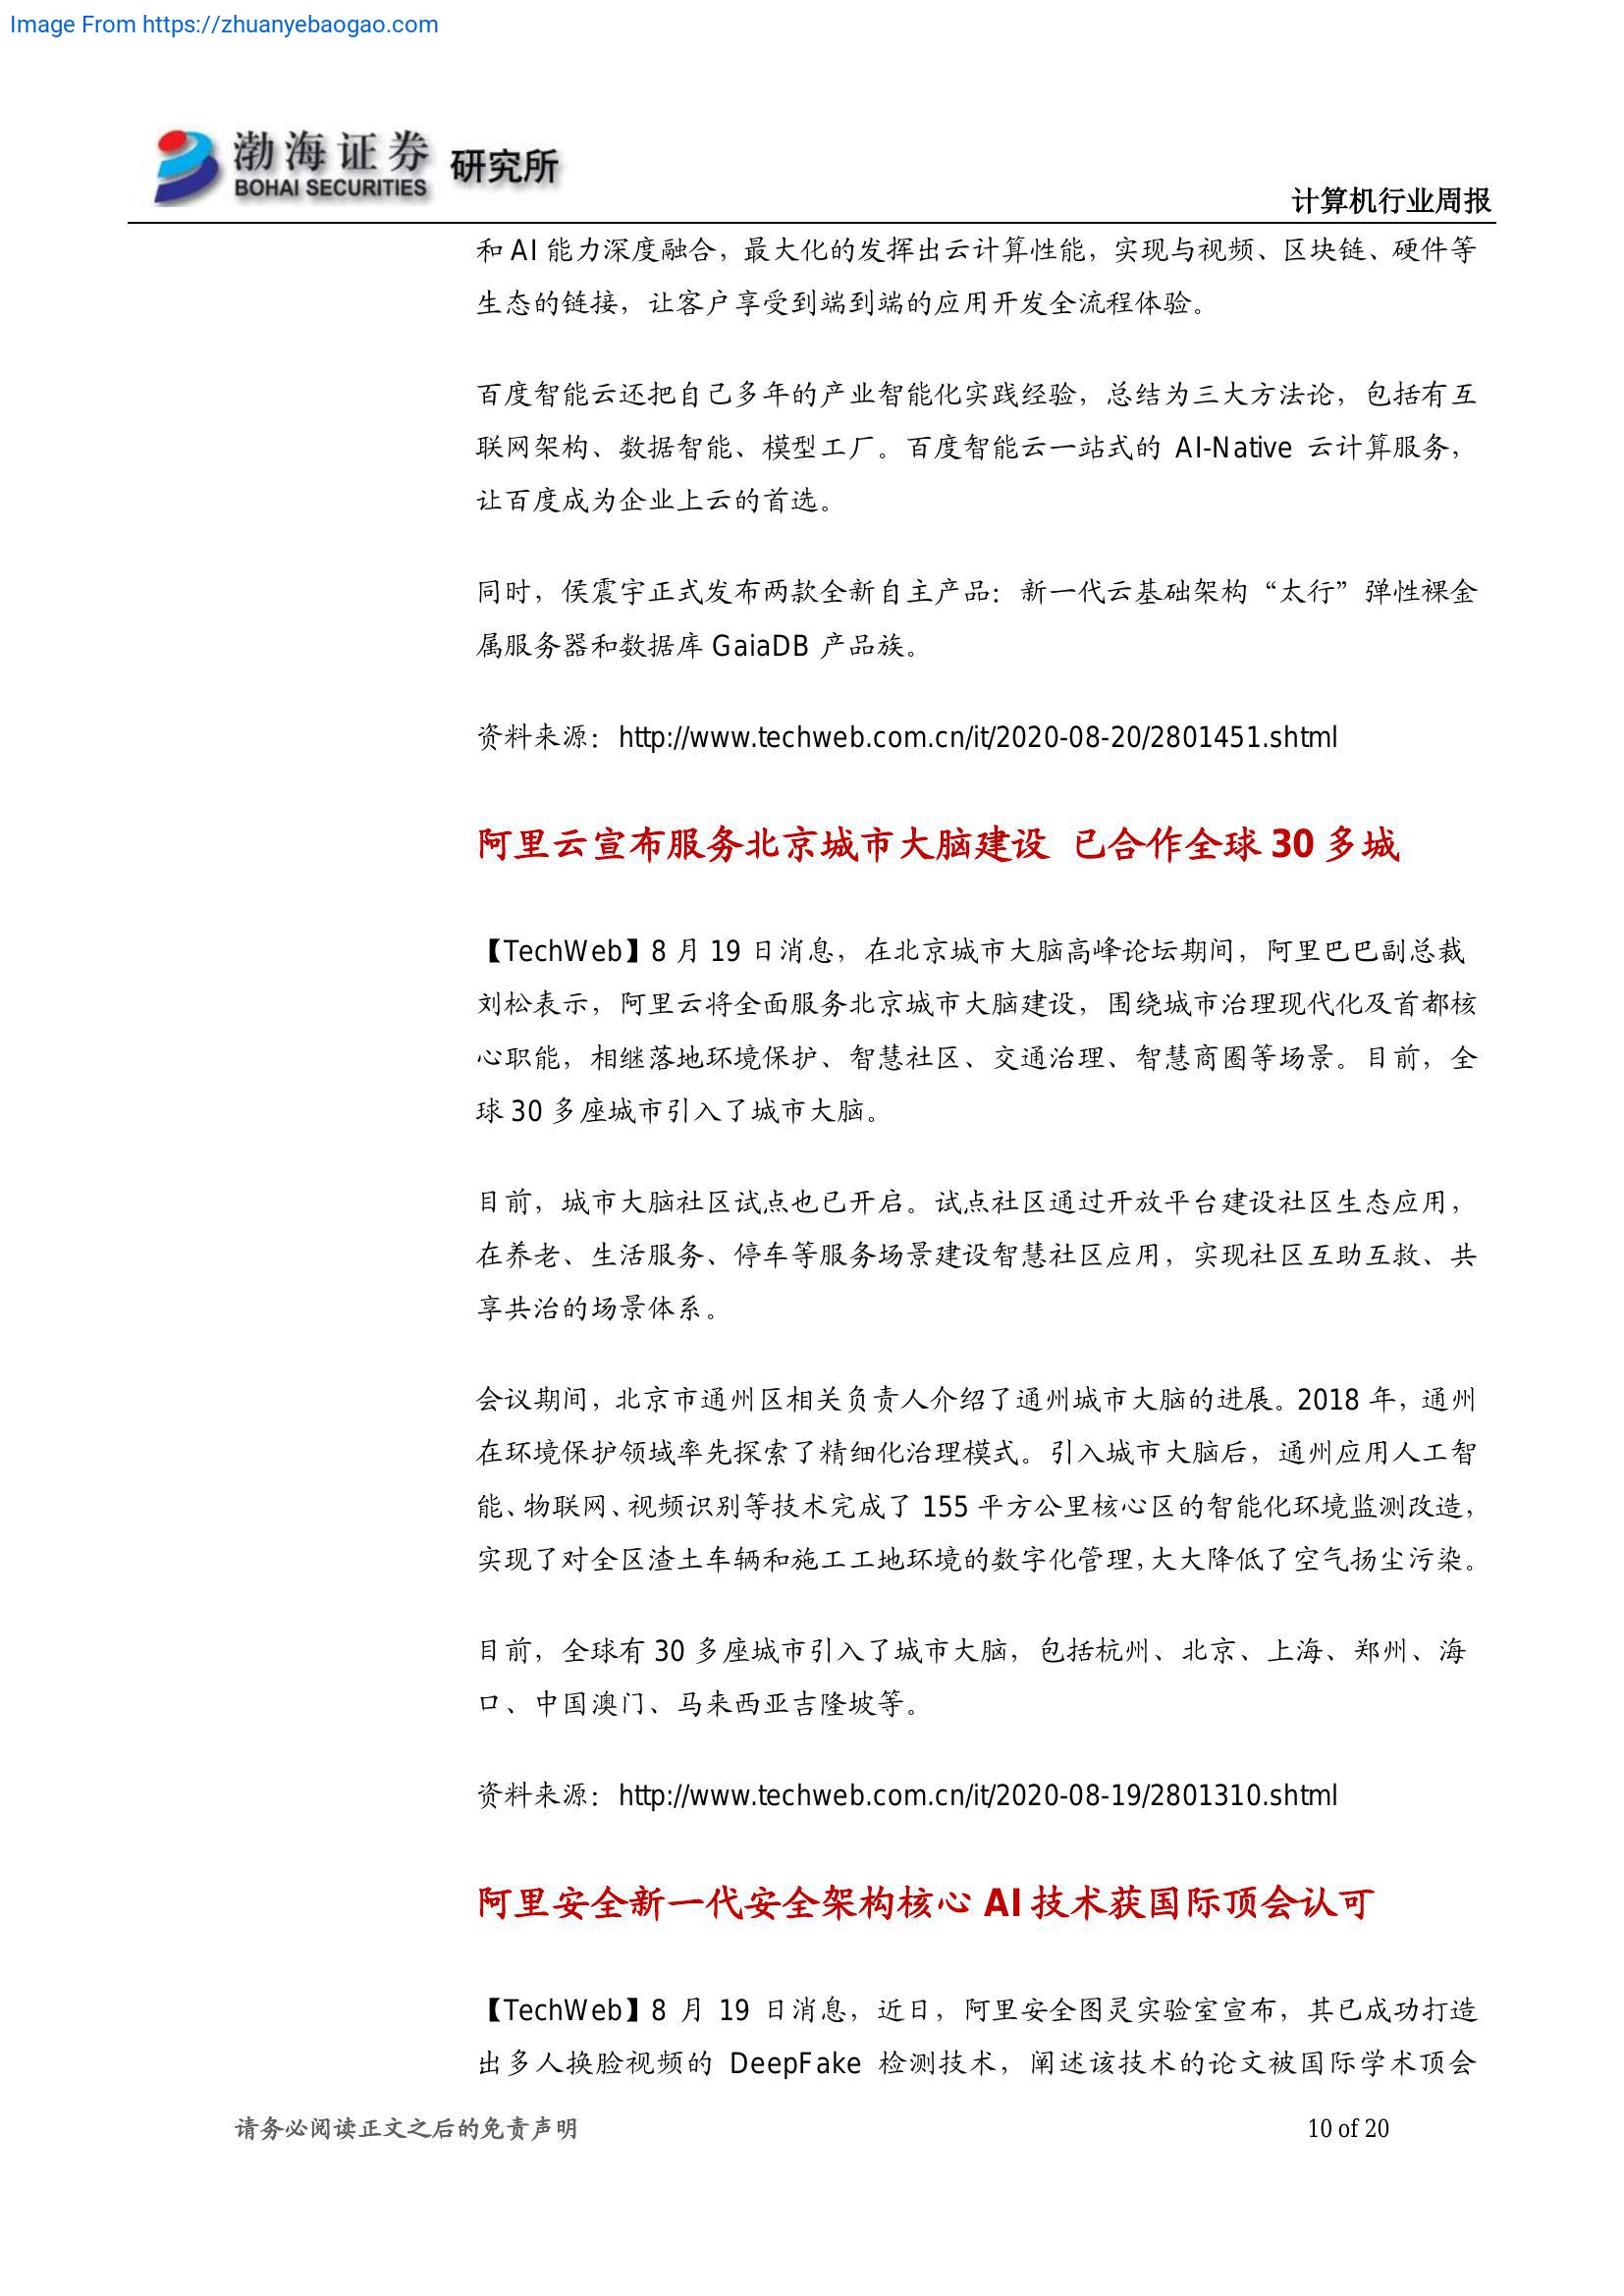 Image From https://zhuanyebaogao.com
渤海证券 研究所
BOHAI SECURITIES
计算机行业周报
和 AI 能力深度融合，最大化的发挥出云计算性能，实现与视频、区块链、硬件等
生态的链接，让客户享受到端到端的应用开发全流程体验。
百度智能云还把自己多年的产业智能化实践经验，总结为三大方法论，包括有互
联网架构、数据智能、模型工厂。百度智能云一站式的 AI-Native 云计算服务，
让百度成为企业上云的首选。
同时，侯震宇正式发布两款全新自主产品：新一代云基础架构“太行”弹性裸金
属服务器和数据库 GaiaDB 产品族。
资料来源：http://www.techweb.com.cn/it/2020-08-20/2801451.shtml
阿里云宣布服务北京城市大脑建设 已合作全球 30 多城
【TechWeb】8 月 19 日消息，在北京城市大脑高峰论坛期间，阿里巴巴副总裁
刘松表示，阿里云将全面服务北京城市大脑建设，围绕城市治理现代化及首都核
心职能，相继落地环境保护、智慧社区、交通治理、智慧商圈等场景。目前，全
球 30 多座城市引入了城市大脑。
目前，城市大脑社区试点也已开启。试点社区通过开放平台建设社区生态应用，
在养老、生活服务、停车等服务场景建设智慧社区应用，实现社区互助互救、共
享共治的场景体系。
会议期间，北京市通州区相关负责人介绍了通州城市大脑的进展。2018 年，通州
在环境保护领域率先探索了精细化治理模式。引入城市大脑后，通州应用人工智
能、物联网、视频识别等技术完成了 155 平方公里核心区的智能化环境监测改造，
实现了对全区渣土车辆和施工工地环境的数字化管理，大大降低了空气扬尘污染。
目前，全球有 30 多座城市引入了城市大脑，包括杭州、北京、上海、郑州、海
口、中国澳门、马来西亚吉隆坡等。
资料来源：http://www.techweb.com.cn/it/2020-08-19/2801310.shtml
阿里安全新一代安全架构核心 AI 技术获国际顶会认可
【TechWeb】8 月 19 日消息，近日，阿里安全图灵实验室宣布，其已成功打造
出多人换脸视频的 DeepFake 检测技术，阐述该技术的论文被国际学术顶会
请务必阅读正文之后的免责声明
10 of 20